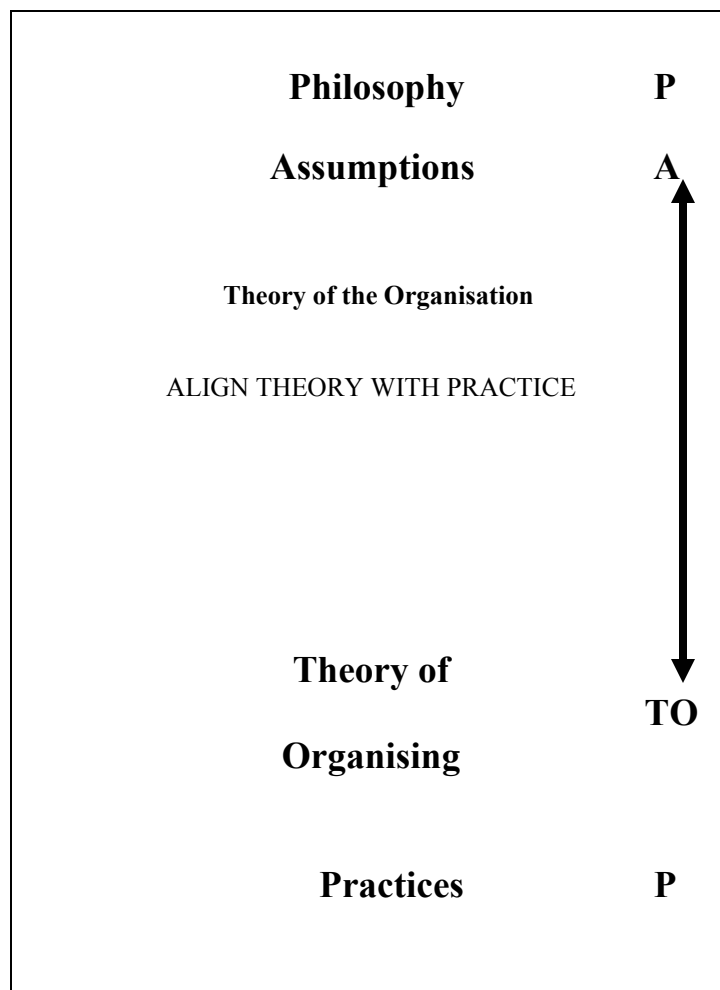 Philosophy P
Assumptions A
Theory of the Organisation
ALIGN THEORY WITH PRACTICE
Theory of
TO
Organising
Practices P